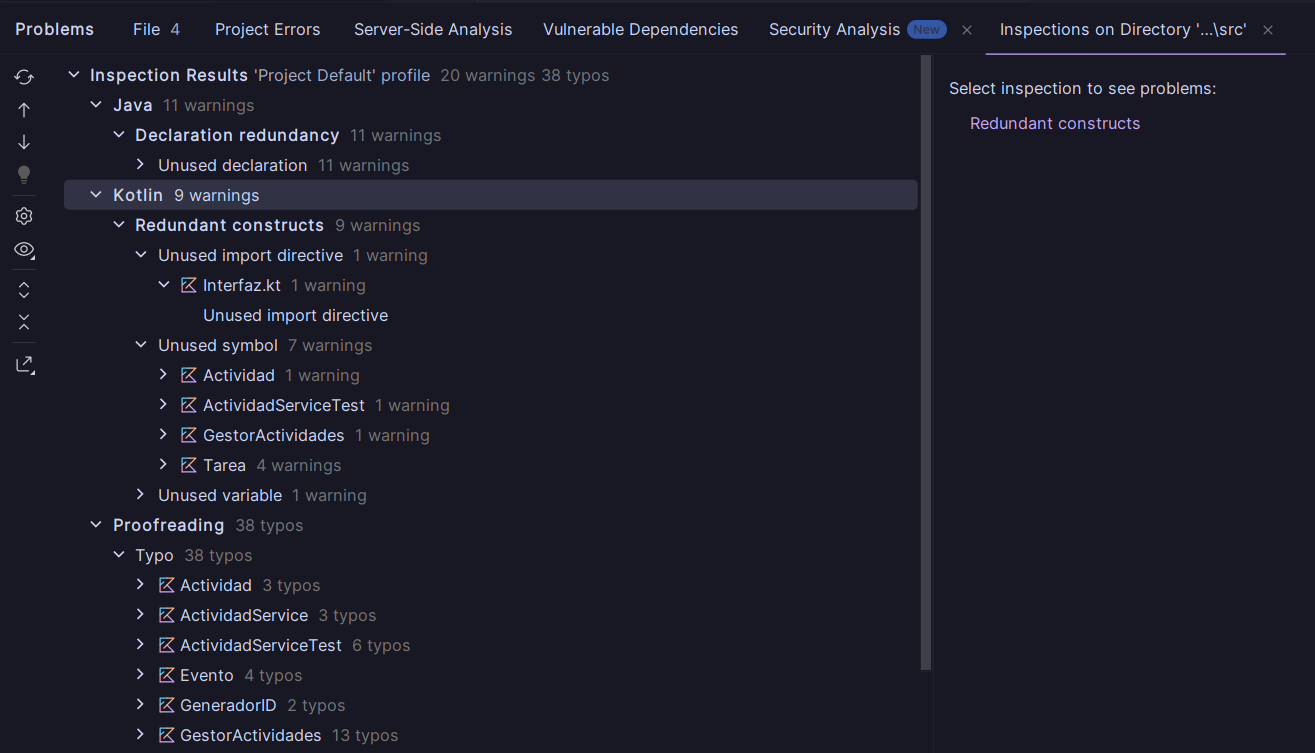 Problems File 4 Project Errors Server-Side Analysis Vulnerable Dependencies Security Analysis New Inspections on Directory '...\src'
Inspection Results 'Project Default' profile 20 warnings 38 typos
Java 11 warnings
Declaration redundancy 11 warnings
Unused declaration 11 warnings
Kotlin 9 warnings
Redundant constructs 9 warnings
Unused import directive 1 warning
Interfaz.kt 1 warning
Unused import directive
Unused symbol 7 warnings
Actividad 1 warning
ActividadServiceTest 1 warning
GestorActividades 1 warning
Tarea 4 warnings
Unused variable 1 warning
Proofreading 38 typos
Typo 38 typos
Actividad 3 typos
ActividadService 3 typos
ActividadServiceTest 6 typos
Evento 4 typos
GeneradorID 2 typos
GestorActividades 13 typos
Select inspection to see problems:
Redundant constructs